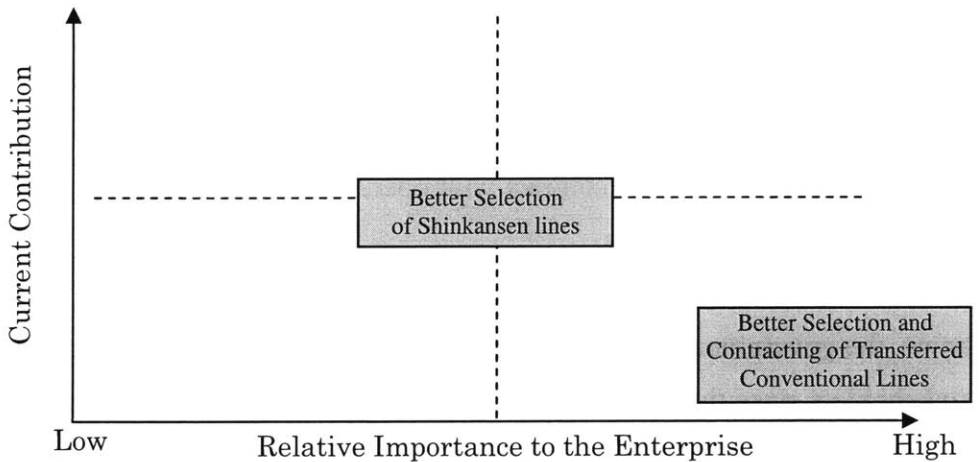 Current Contribution
Better Selection
of Shinkansen lines
Better Selection and
Contracting of Transferred
Conventional Lines
Low
Relative Importance to the Enterprise
High